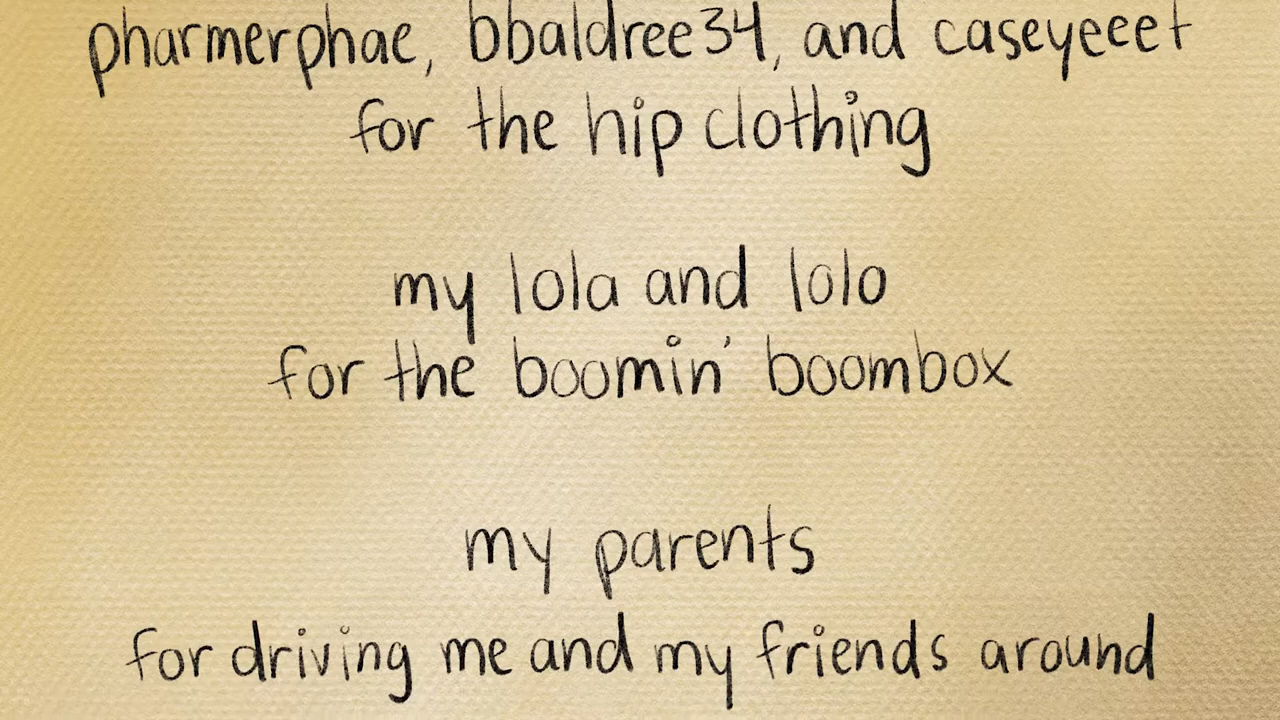 pharmerphae, bbaldree34, and caseyeeet
for the hip clothing
my lola and lolo
for the boomin' boombox
my parents
for driving me and my friends around